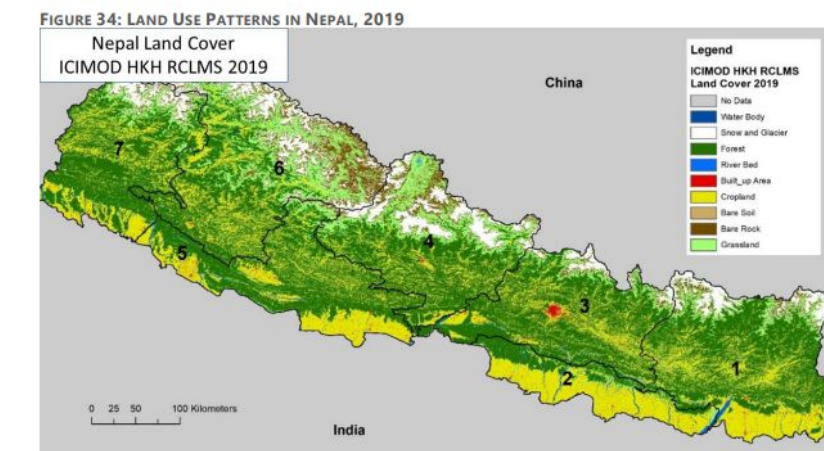 FIGURE 34: LAND USE PATTERNS IN NEPAL, 2019
Nepal Land Cover
ICIMOD HKH RCLMS 2019
China
Legend
ICIMOD HKH RCLMS
Land Cover 2019
No Data
Water Body
Snow and Glacier
Forest
River Bed
Built_up Area
Cropland
Bare Soil
Bare Rock
Grassland
7
6
5
4
3
2
1
0 25 50 100 Kilometers
India